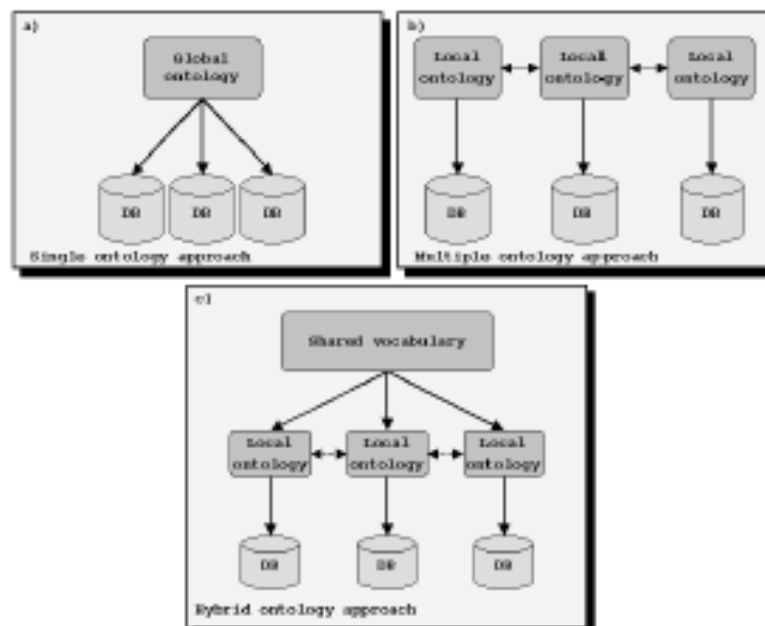 a)
Global
ontology
DB DB DB
Single ontology approach
b)
Local
ontology
Local
ontology
Local
ontology
DB DB DB
Multiple ontology approach
c)
Shared vocabulary
Local
ontology
Local
ontology
Local
ontology
DB DB DB
Hybrid ontology approach